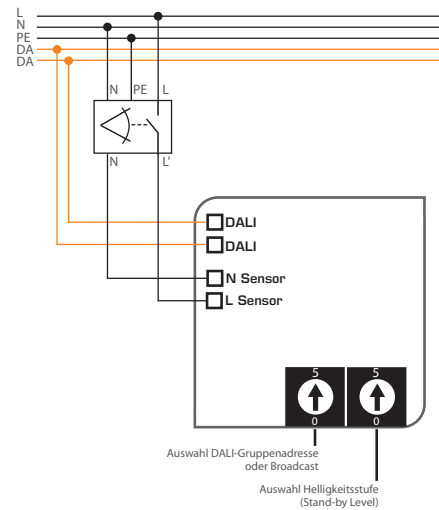 L
N
PE
DA
DA
N PE L
N L'
DALI
DALI
N Sensor
L Sensor
5 5
0 0
Auswahl DALI-Gruppenadresse
oder Broadcast
Auswahl Helligkeitsstufe
(Stand-by Level)